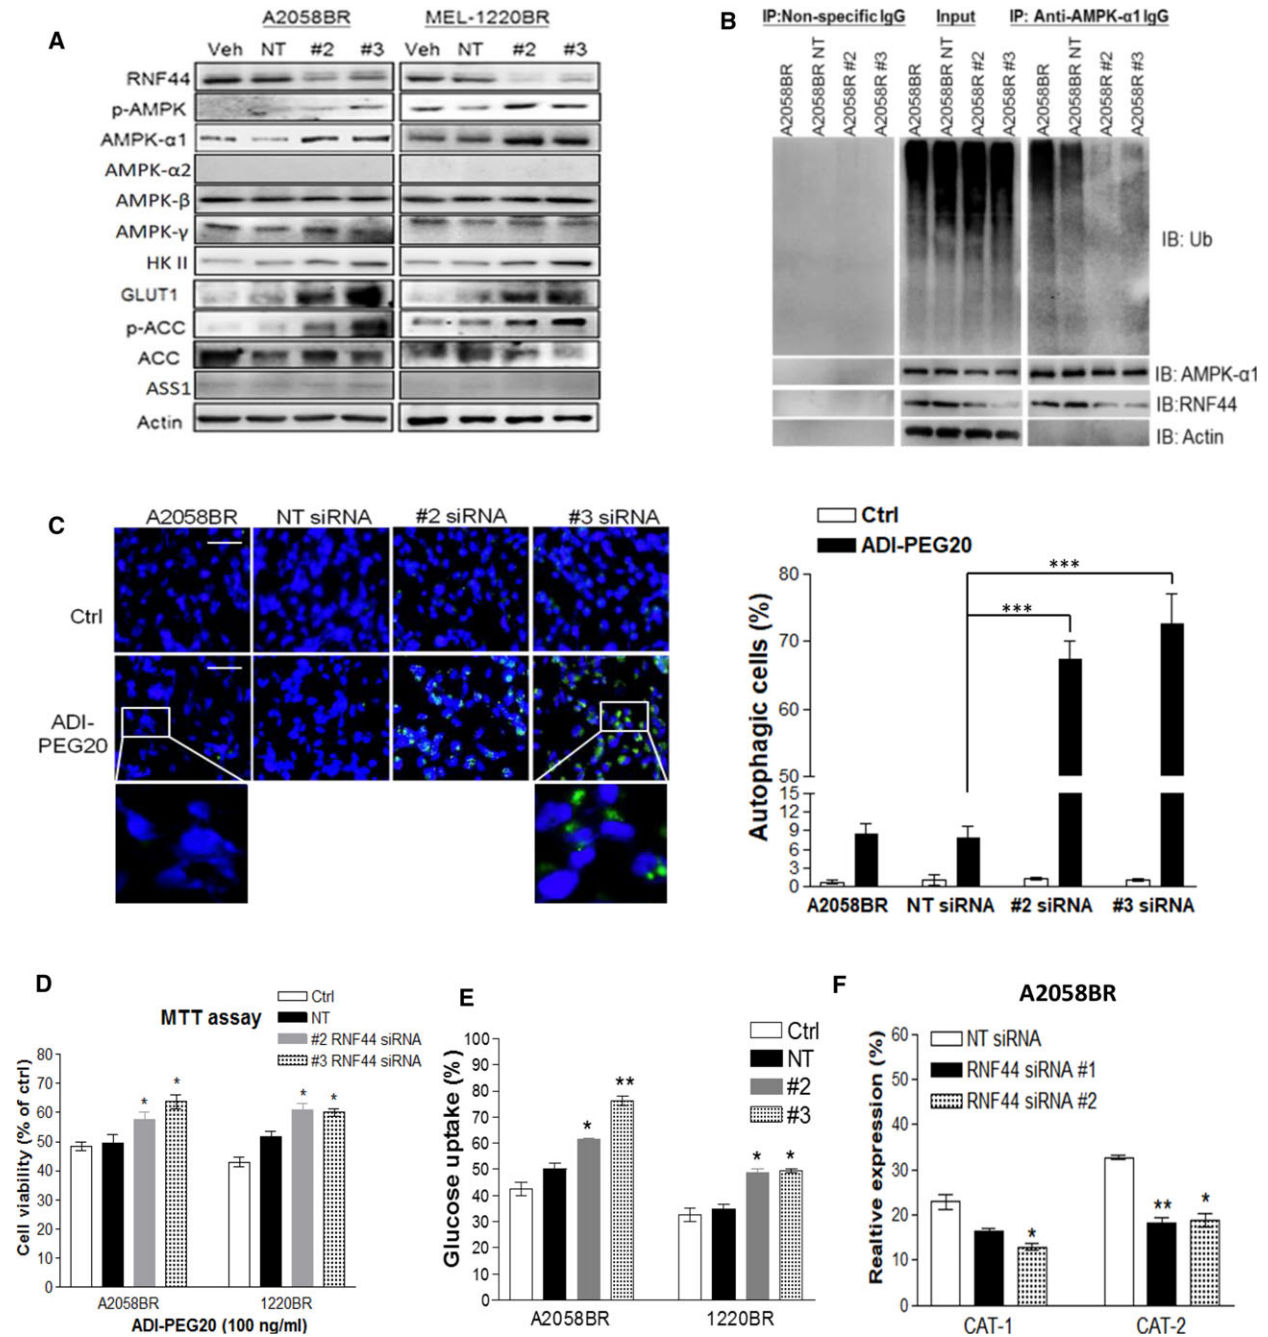 A
A2058BR MEL-1220BR
Veh NT #2 #3 Veh NT #2 #3
RNF44
p-AMPK
AMPK-α1
AMPK-α2
AMPK-β
AMPK-γ
HK II
GLUT1
p-ACC
ACC
ASS1
Actin
B
IP:Non-specific IgG Input IP: Anti-AMPK-α1 IgG
A2058BR A2058BR NT A2058R #2 A2058R #3 A2058BR A2058BR NT A2058R #2 A2058R #3 A2058BR A2058BR NT A2058R #2 A2058R #3
IB: Ub
IB: AMPK-α1
IB:RNF44
IB: Actin
C
A2058BR NT siRNA #2 siRNA #3 siRNA
Ctrl
ADI-
PEG20
Ctrl
ADI-PEG20
Autophagic cells (%)
80
70
60
50
15
12
9
6
3
0
*** 
***
A2058BR NT siRNA #2 siRNA #3 siRNA
D
MTT assay
Ctrl
NT
#2 RNF44 siRNA
#3 RNF44 siRNA
Cell viability (% of ctrl)
80
70
60
50
40
30
20
10
0
* * * *
A2058BR 1220BR
ADI-PEG20 (100 ng/ml)
E
Ctrl
NT
#2
#3
Glucose uptake (%)
100
90
80
70
60
50
40
30
20
10
0
* ** * *
A2058BR 1220BR
F
A2058BR
NT siRNA
RNF44 siRNA #1
RNF44 siRNA #2
Realtive expression (%)
60
50
40
30
20
10
0
* ** *
CAT-1 CAT-2